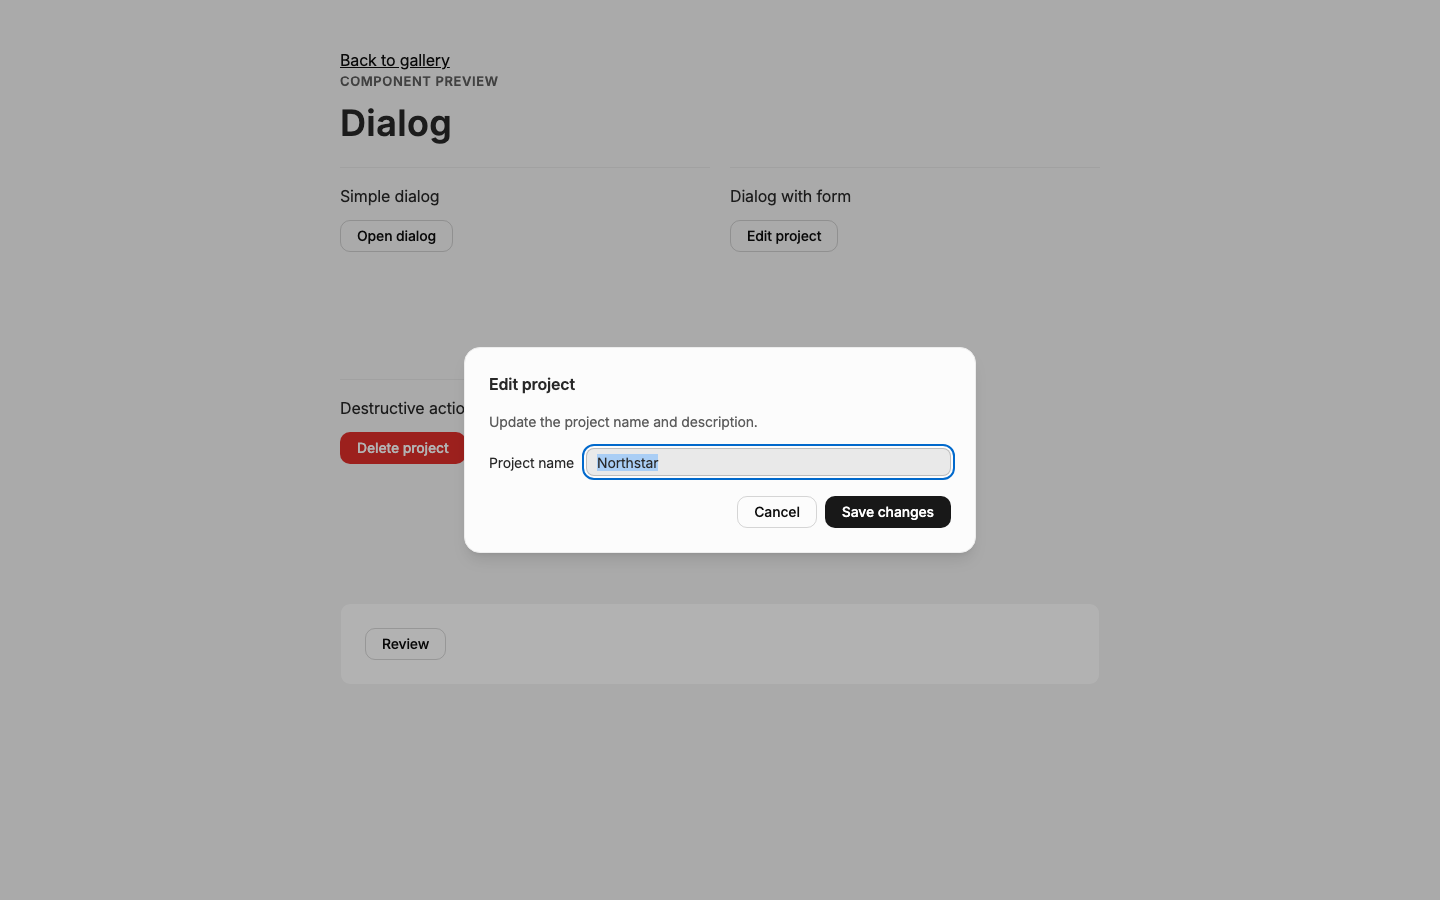 Back to gallery
COMPONENT PREVIEW
Dialog
Simple dialog
Open dialog
Dialog with form
Edit project
Destructive actio
Delete project
Edit project
Update the project name and description.
Project name Northstar
Cancel Save changes
Review